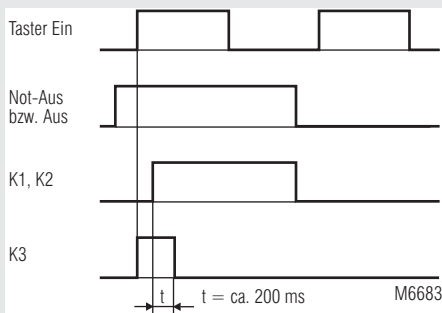 Taster Ein
Not-Aus
bzw. Aus
K1, K2
K3
t
t = ca. 200 ms
M6683